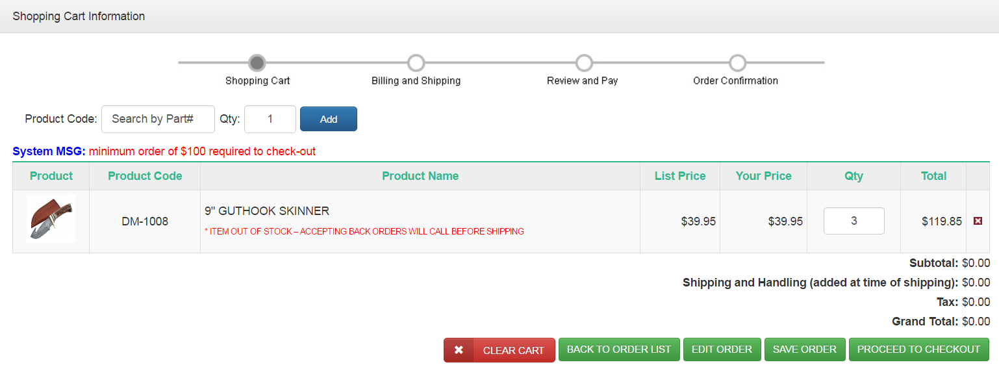 Shopping Cart Information
Shopping Cart Billing and Shipping Review and Pay Order Confirmation
Product Code: Search by Part# Qty: 1 Add
System MSG: minimum order of $100 required to check-out
Product Product Code Product Name List Price Your Price Qty Total
9" GUTHOOK SKINNER
DM-1008 $39.95 $39.95 3 $119.85
* ITEM OUT OF STOCK – ACCEPTING BACK ORDERS WILL CALL BEFORE SHIPPING
Subtotal: $0.00
Shipping and Handling (added at time of shipping): $0.00
Tax: $0.00
Grand Total: $0.00
CLEAR CART BACK TO ORDER LIST EDIT ORDER SAVE ORDER PROCEED TO CHECKOUT